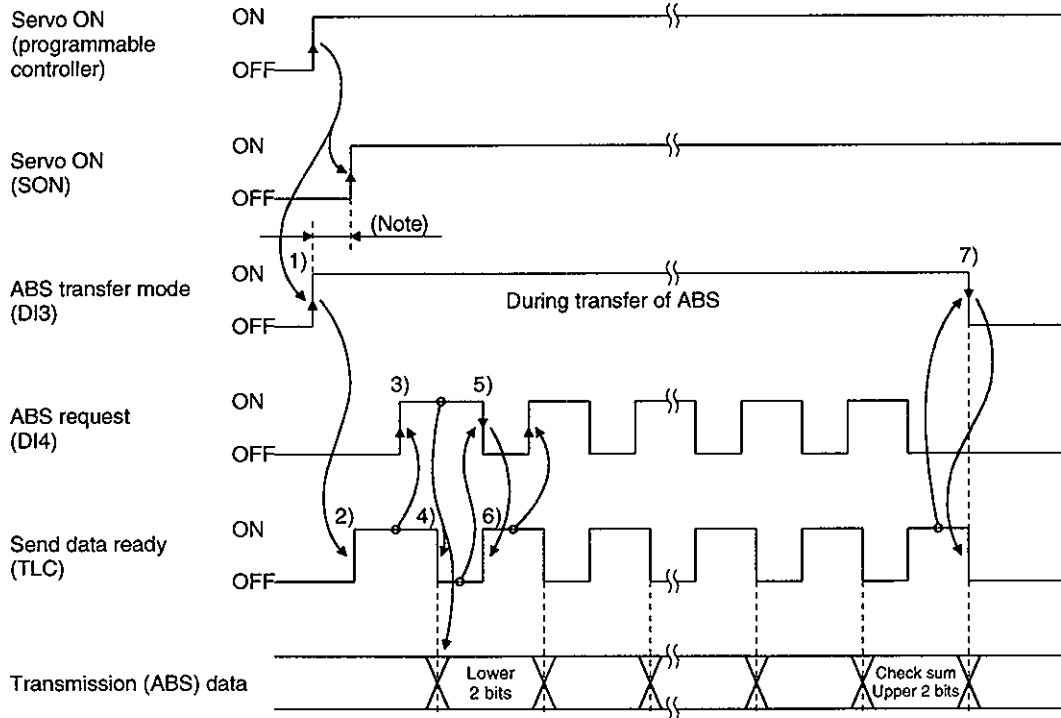 Servo ON
(programmable
controller)
ON
OFF
Servo ON
(SON)
ON
OFF
(Note)
ABS transfer mode
(DI3)
ON
OFF
1)
During transfer of ABS
7)
ABS request
(DI4)
ON
OFF
3)
5)
Send data ready
(TLC)
ON
OFF
2)
4)
6)
Transmission (ABS) data
Lower
2 bits
Check sum
Upper 2 bits